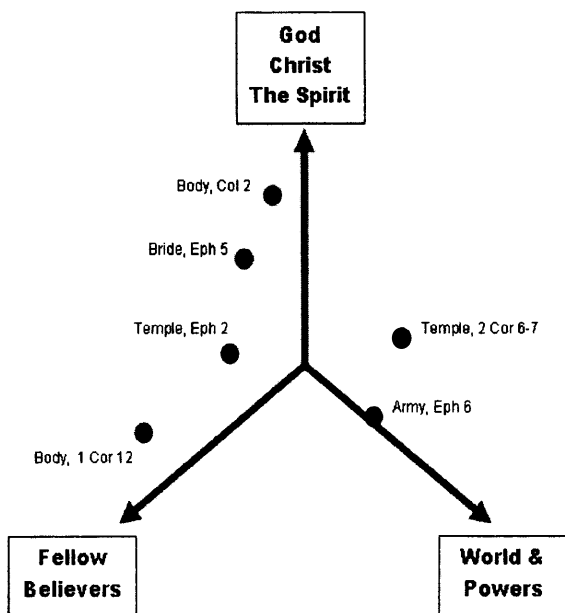 God
Christ
The Spirit
Body, Col 2
Bride, Eph 5
Temple, Eph 2
Temple, 2 Cor 6-7
Army, Eph 6
Body, 1 Cor 12
Fellow
Believers
World &
Powers